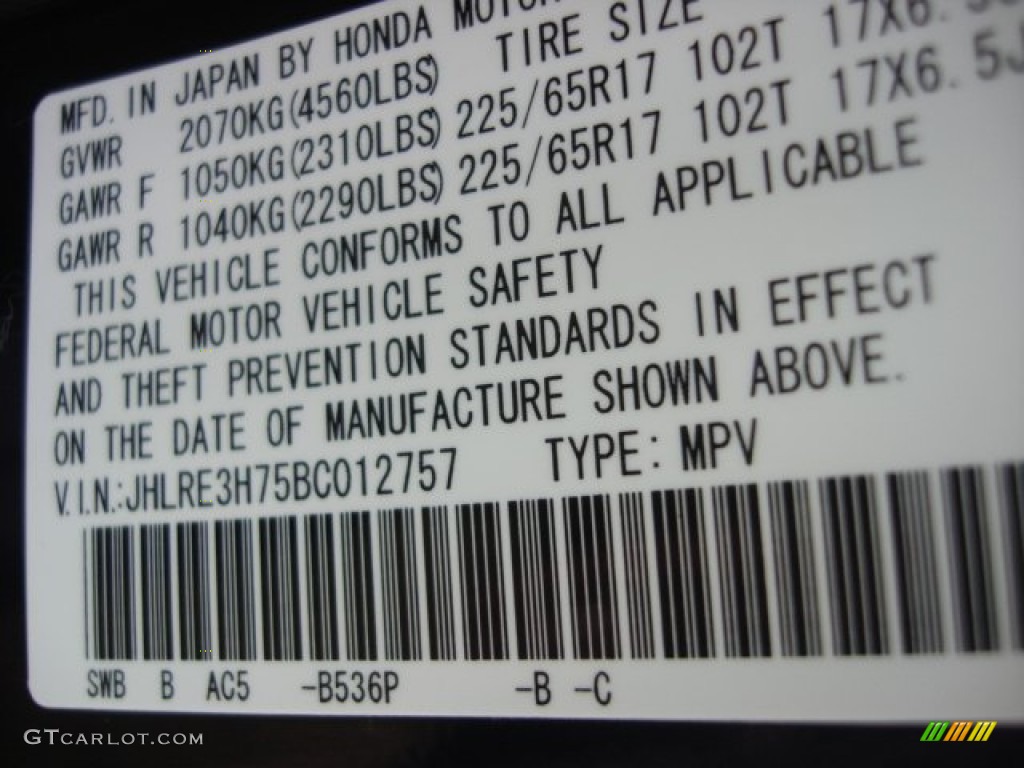 MFD. IN JAPAN BY HONDA MOTOR
GVWR 2070KG(4560LBS) TIRE SIZE
GAWR F 1050KG(2310LBS) 225/65R17 102T 17X6.5J
GAWR R 1040KG(2290LBS) 225/65R17 102T 17X6.5J
THIS VEHICLE CONFORMS TO ALL APPLICABLE
FEDERAL MOTOR VEHICLE SAFETY
AND THEFT PREVENTION STANDARDS IN EFFECT
ON THE DATE OF MANUFACTURE SHOWN ABOVE.
V.I.N.:JHLRE3H75BC012757 TYPE: MPV
SWB B AC5 -B536P -B -C
GTCARLOT.COM